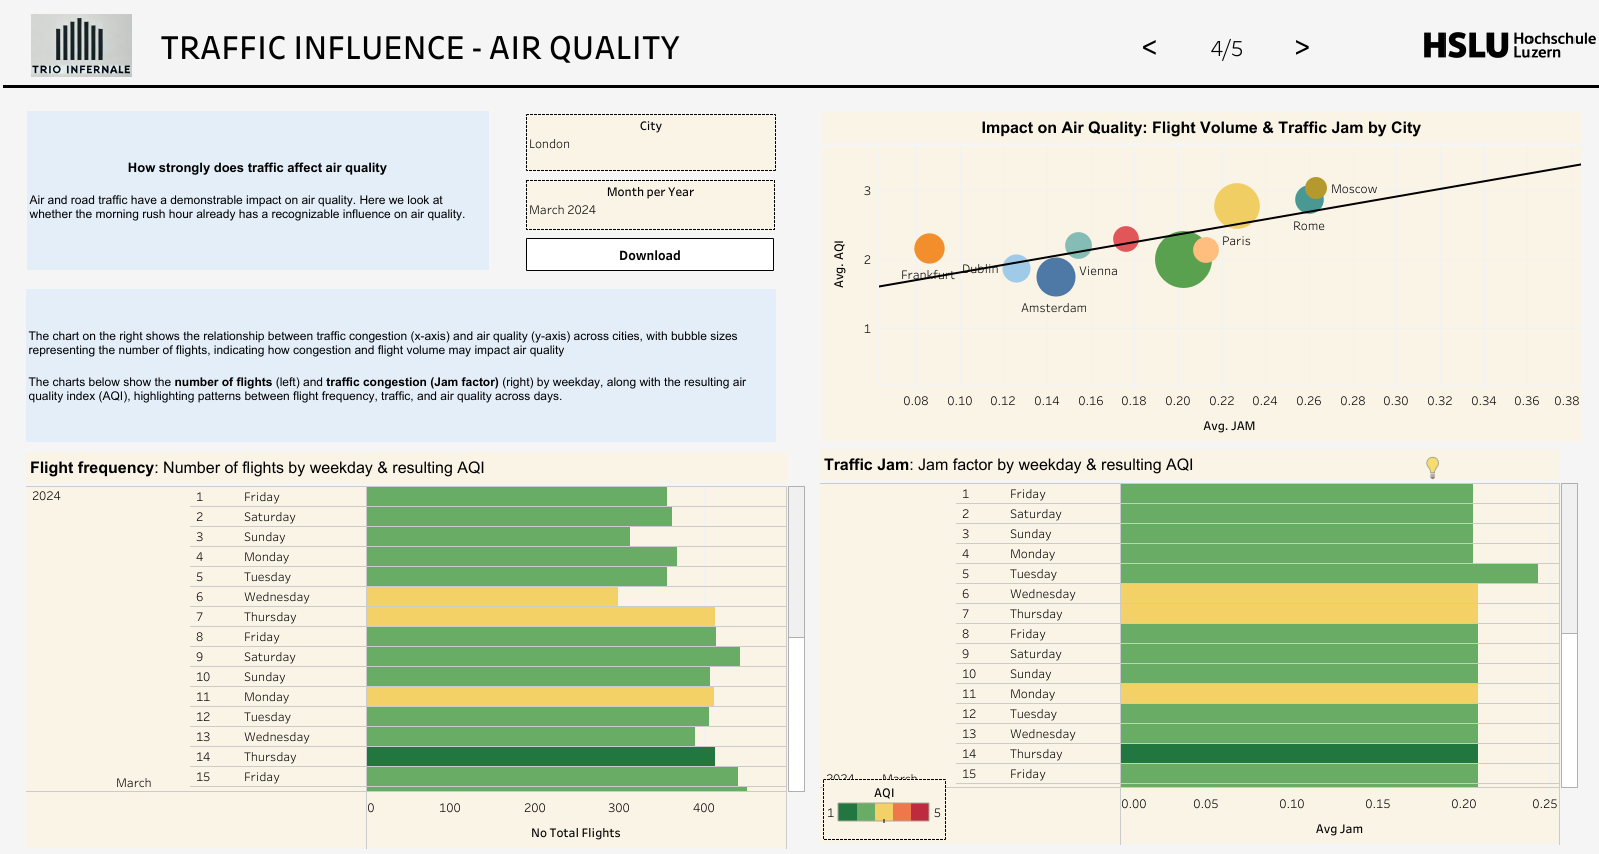 TRIO INFERNALE
TRAFFIC INFLUENCE - AIR QUALITY
<
4/5
>
HSLU Hochschule
Luzern
How strongly does traffic affect air quality
Air and road traffic have a demonstrable impact on air quality. Here we look at
whether the morning rush hour already has a recognizable influence on air quality.
City
London
Month per Year
March 2024
Download
The chart on the right shows the relationship between traffic congestion (x-axis) and air quality (y-axis) across cities, with bubble sizes
representing the number of flights, indicating how congestion and flight volume may impact air quality
The charts below show the number of flights (left) and traffic congestion (Jam factor) (right) by weekday, along with the resulting air
quality index (AQI), highlighting patterns between flight frequency, traffic, and air quality across days.
Impact on Air Quality: Flight Volume & Traffic Jam by City
Avg. AQI
3
2
1
Moscow
Rome
Paris
Frankfurt
Dublin
Vienna
Amsterdam
0.08 0.10 0.12 0.14 0.16 0.18 0.20 0.22 0.24 0.26 0.28 0.30 0.32 0.34 0.36 0.38
Avg. JAM
Flight frequency: Number of flights by weekday & resulting AQI
2024
March
1 Friday
2 Saturday
3 Sunday
4 Monday
5 Tuesday
6 Wednesday
7 Thursday
8 Friday
9 Saturday
10 Sunday
11 Monday
12 Tuesday
13 Wednesday
14 Thursday
15 Friday
0 100 200 300 400
No Total Flights
Traffic Jam: Jam factor by weekday & resulting AQI
1 Friday
2 Saturday
3 Sunday
4 Monday
5 Tuesday
6 Wednesday
7 Thursday
8 Friday
9 Saturday
10 Sunday
11 Monday
12 Tuesday
13 Wednesday
14 Thursday
15 Friday
2024 March
0.00 0.05 0.10 0.15 0.20 0.25
Avg Jam
AQI
1 5